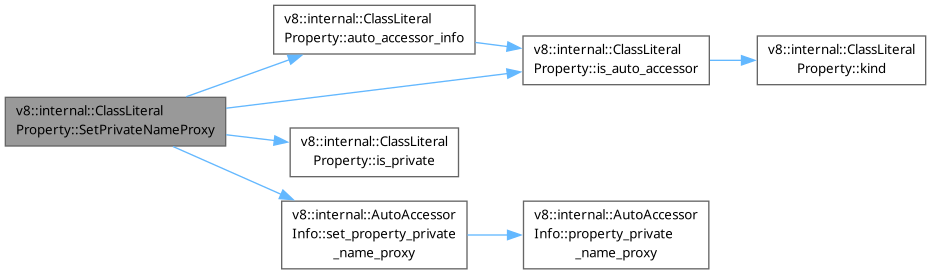 v8::internal::ClassLiteral
Property::auto_accessor_info
v8::internal::ClassLiteral
Property::is_auto_accessor
v8::internal::ClassLiteral
Property::kind
v8::internal::ClassLiteral
Property::SetPrivateNameProxy
v8::internal::ClassLiteral
Property::is_private
v8::internal::AutoAccessor
Info::set_property_private
_name_proxy
v8::internal::AutoAccessor
Info::property_private
_name_proxy